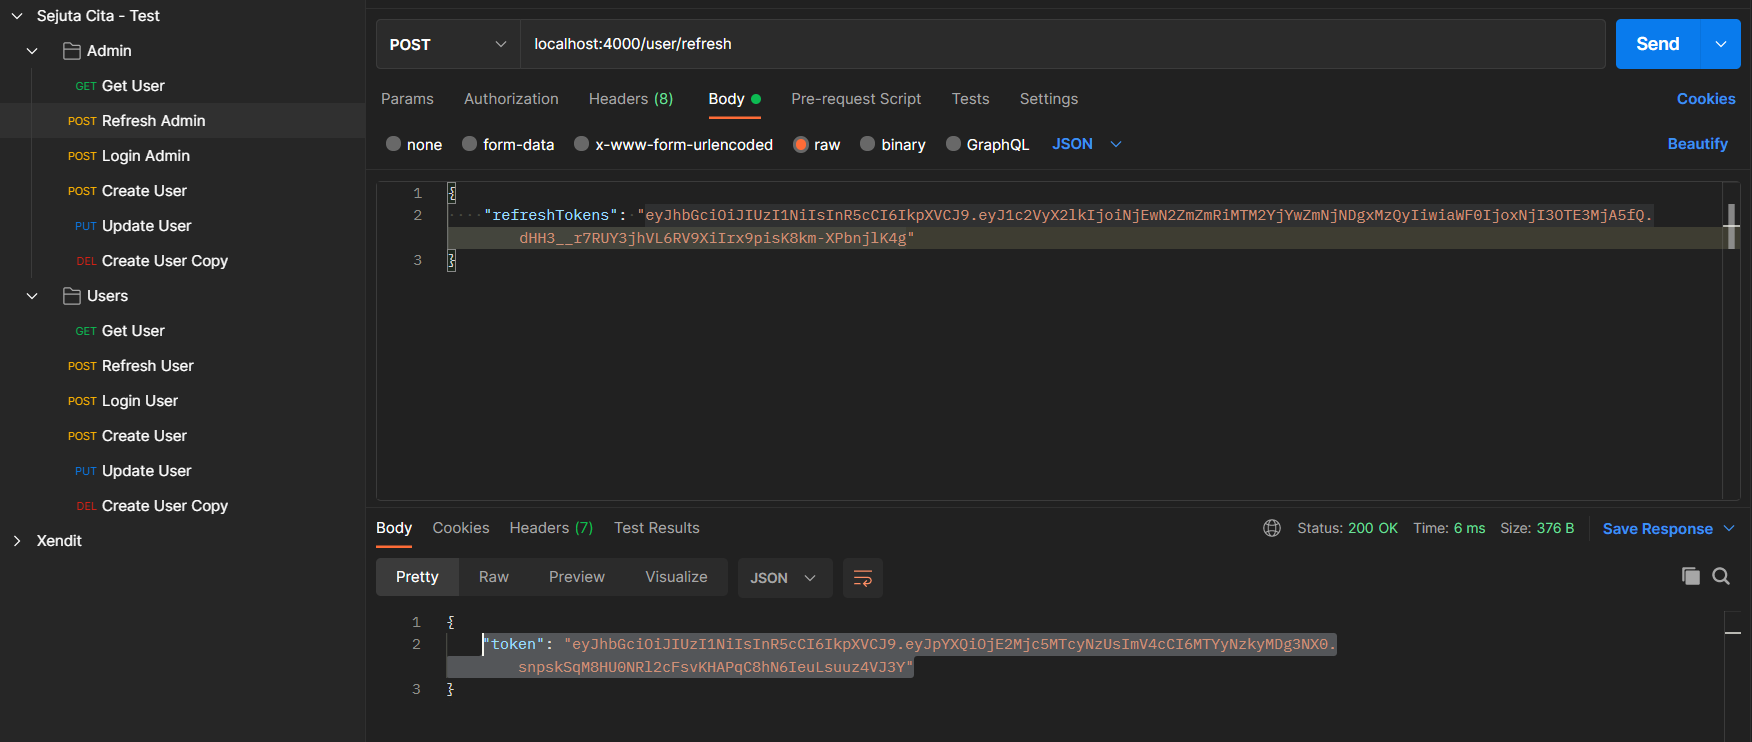 Sejuta Cita - Test
Admin
GET Get User
POST Refresh Admin
POST Login Admin
POST Create User
PUT Update User
DEL Create User Copy
Users
GET Get User
POST Refresh User
POST Login User
POST Create User
PUT Update User
DEL Create User Copy
Xendit
POST localhost:4000/user/refresh Send
Params Authorization Headers (8) Body Pre-request Script Tests Settings Cookies
none form-data x-www-form-urlencoded raw binary GraphQL JSON Beautify
1 {
2 "refreshTokens": "eyJhbGciOiJIUzI1NiIsInR5cCI6IkpXVCJ9.eyJ1c2VyX2lkIjoiNjEwN2ZmZmRiMTM2YjYwZmNjNDgxMzQyIiwiaWF0IjoxNjI3OTE3MjA5fQ.
dHH3__r7RUY3jhVL6RV9XiIrx9pisK8km-XPbnjlK4g"
3 }
Body Cookies Headers (7) Test Results Status: 200 OK Time: 6 ms Size: 376 B Save Response
Pretty Raw Preview Visualize JSON
1 {
2 "token": "eyJhbGciOiJIUzI1NiIsInR5cCI6IkpXVCJ9.eyJpYXQiOjE2Mjc5MTcyNzUsImV4cCI6MTYyNzkyMDg3NX0.
snpskSqM8HU0NRl2cFsvKHAPqC8hN6IeuLsuuz4VJ3Y"
3 }